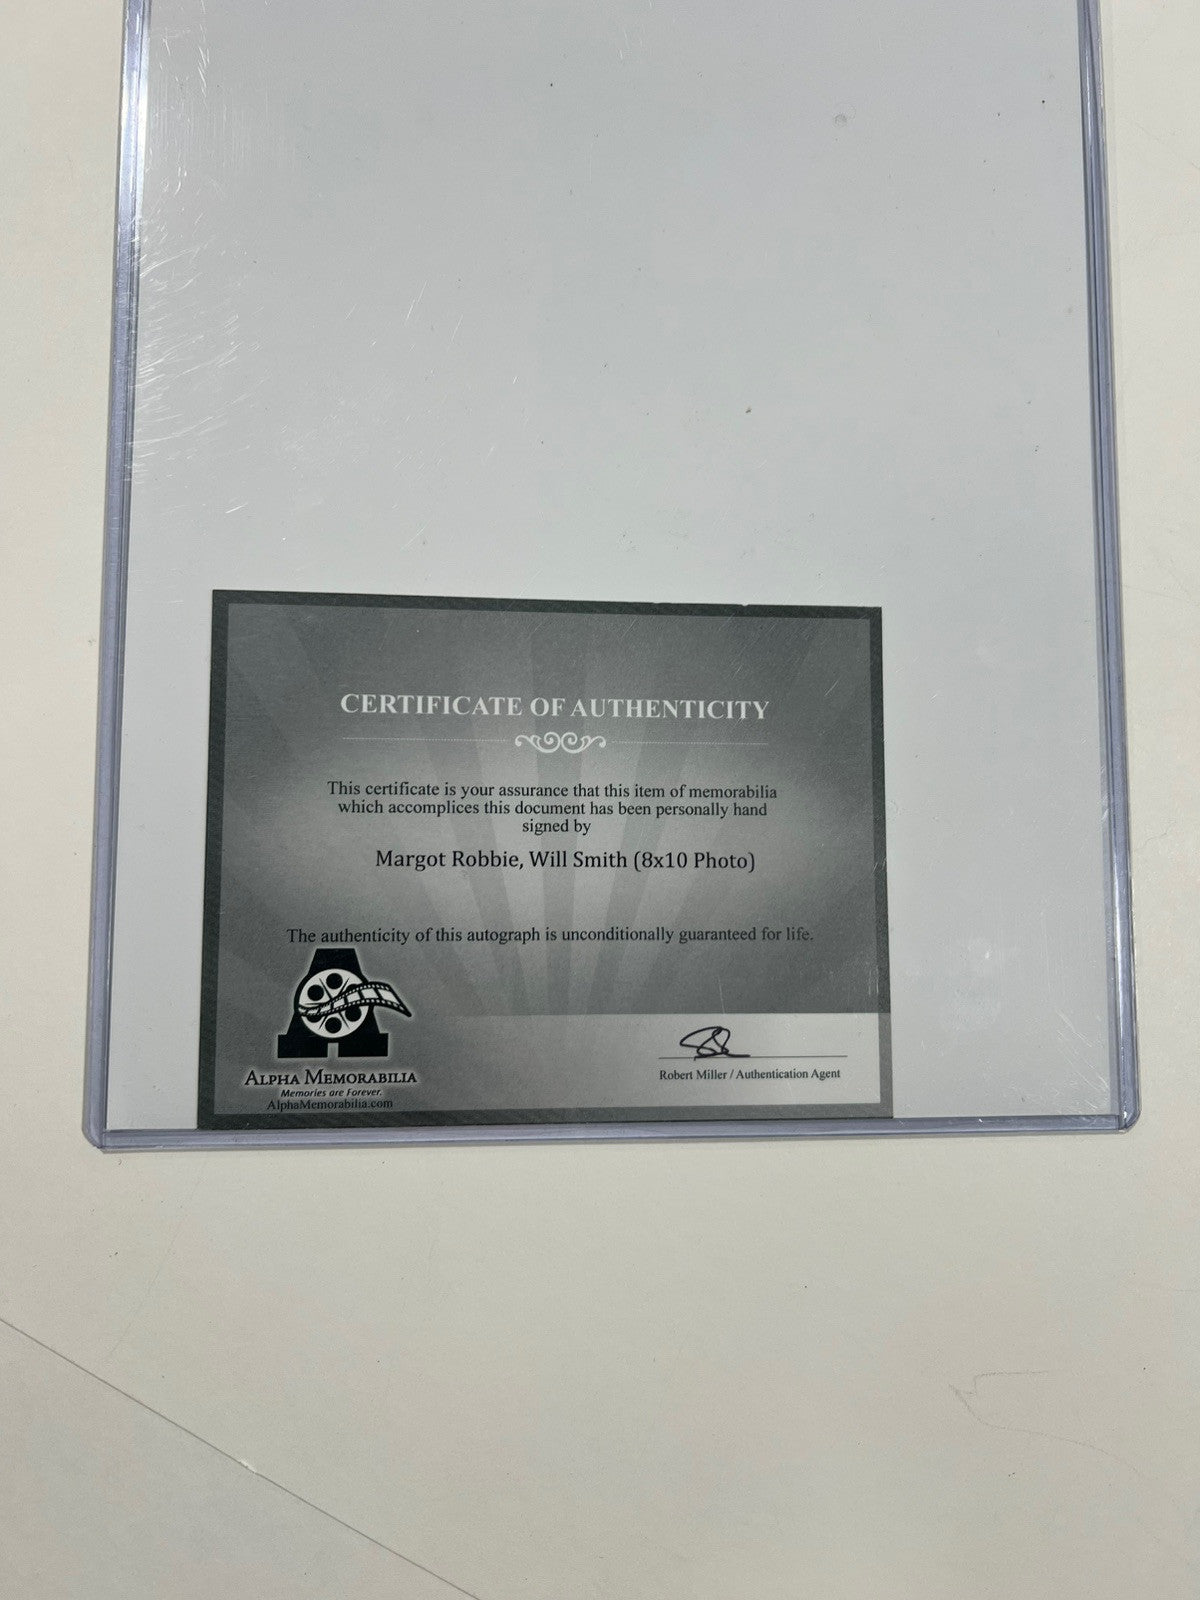 CERTIFICATE OF AUTHENTICITY
This certificate is your assurance that this item of memorabilia
which accomplices this document has been personally hand
signed by
Margot Robbie, Will Smith (8x10 Photo)
The authenticity of this autograph is unconditionally guaranteed for life.
ALPHA MEMORABILIA
Memories are Forever.
AlphaMemorabilia.com
Robert Miller / Authentication Agent